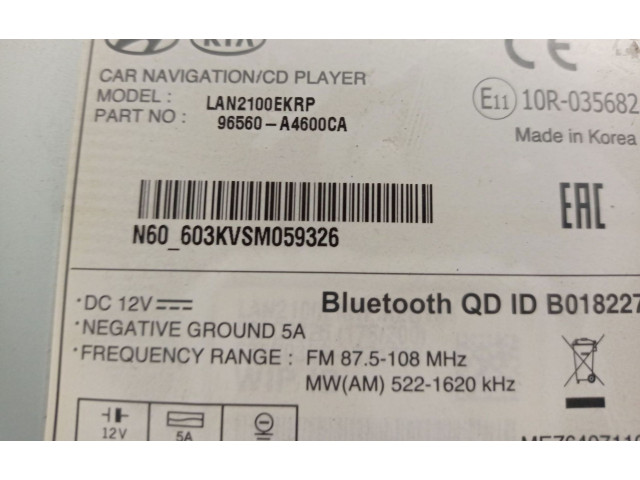 KIA
CAR NAVIGATION/CD PLAYER
MODEL : LAN2100EKRP
PART NO : 96560-A4600CA
CE
E11 10R-035682
Made in Korea
EAC
N60_603KVSM059326
·DC 12V
·NEGATIVE GROUND 5A
·FREQUENCY RANGE : FM 87.5-108 MHz
MW(AM) 522-1620 kHz
Bluetooth QD ID B018227
12V
5A